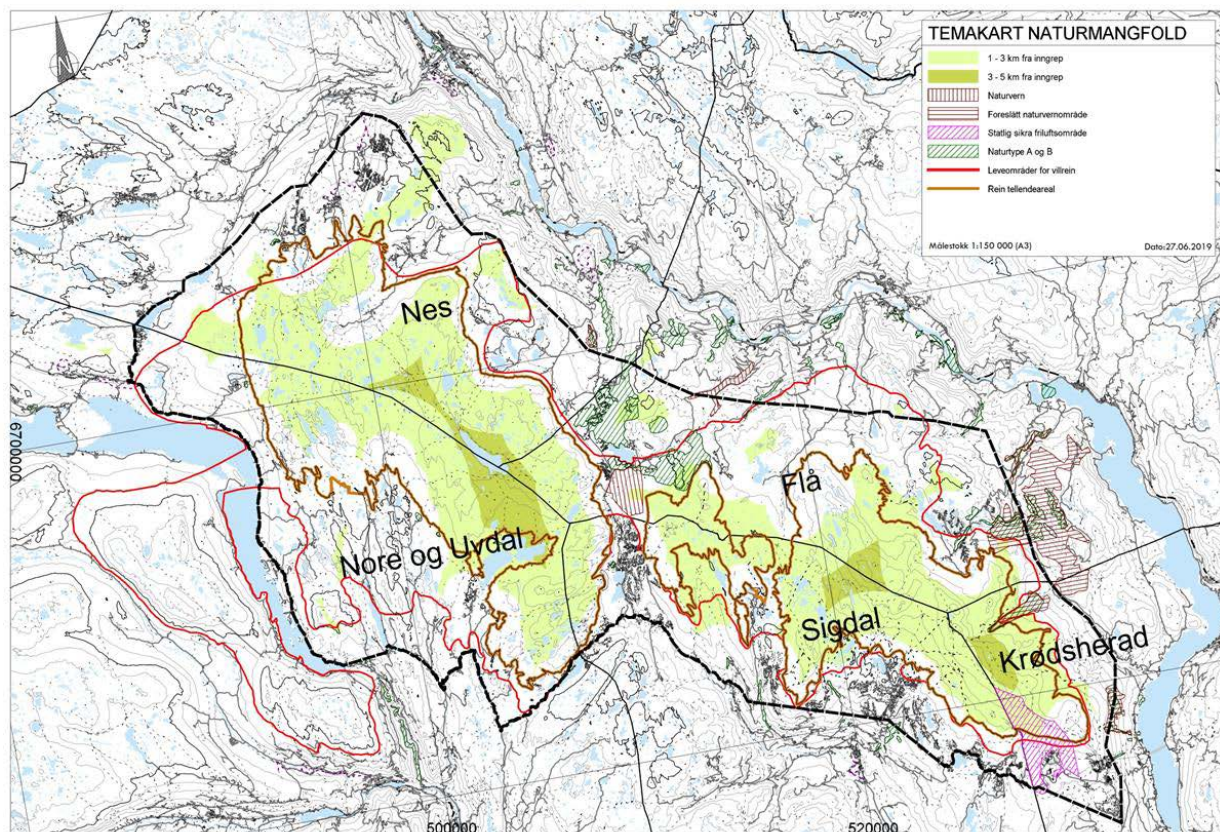 TEMAKART NATURMANGFOLD
1 - 3 km fra inngrep
3 - 5 km fra inngrep
Naturvern
Foreslått naturvernområde
Statlig sikra friluftsområde
Naturtype A og B
Leveområder for villrein
Rein tellendeareal
Målestokk 1:150 000 (A3)
Dato:27.06.2019
N
Nes
Flå
Nore og Uvdal
Sigdal
Krødsherad
6700000
500000
520000